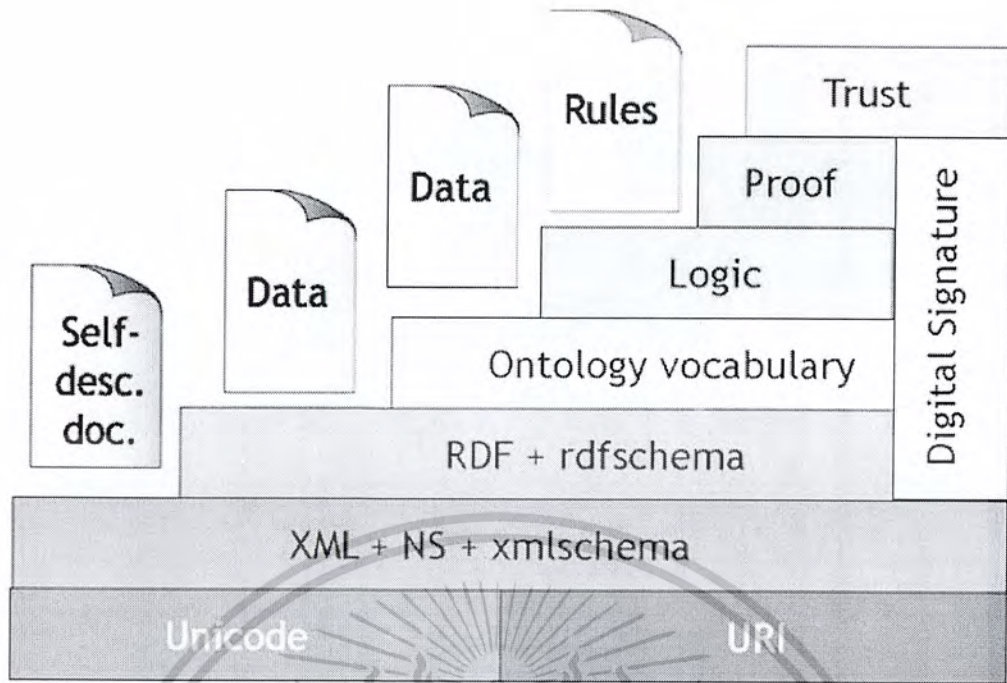 Rules
Trust
Data
Proof
Data
Logic
Digital Signature
Self-
desc.
doc.
Ontology vocabulary
RDF + rdfschema
XML + NS + xmlschema
Unicode
URI